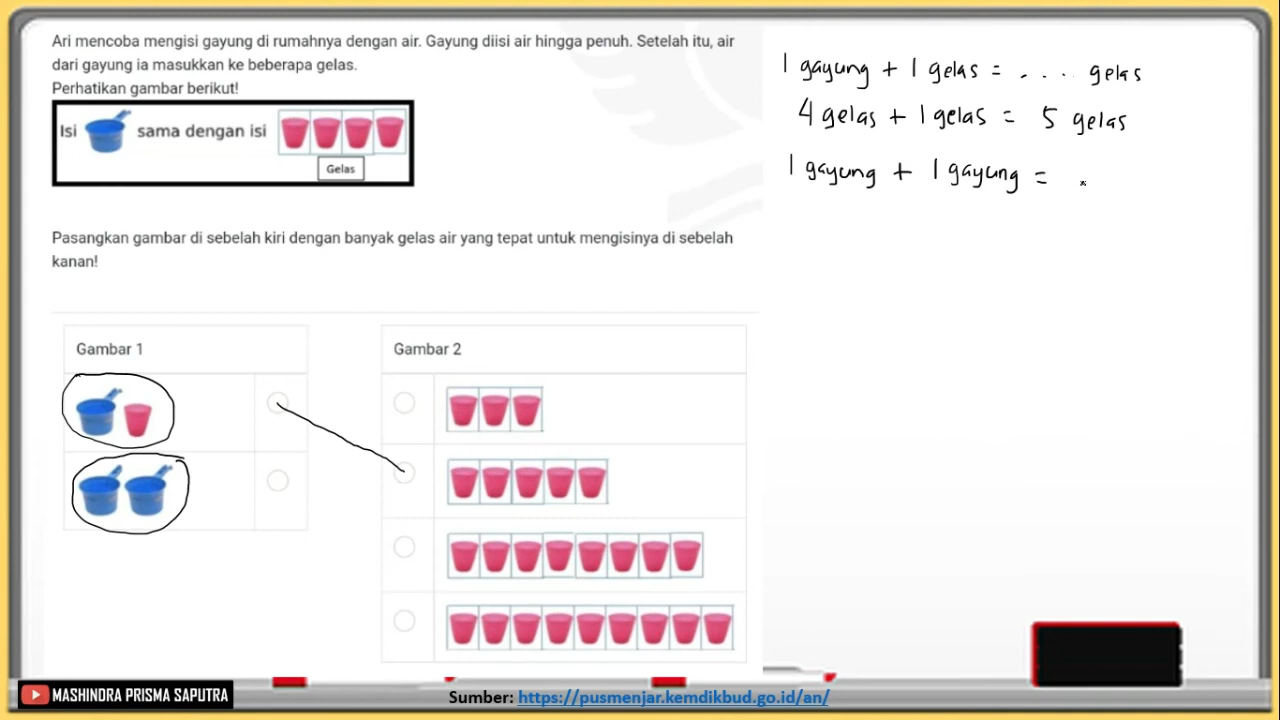 Ari mencoba mengisi gayung di rumahnya dengan air. Gayung diisi air hingga penuh. Setelah itu, air
dari gayung ia masukkan ke beberapa gelas.
Perhatikan gambar berikut!
Isi sama dengan isi
Gelas
Pasangkan gambar di sebelah kiri dengan banyak gelas air yang tepat untuk mengisinya di sebelah
kanan!
Gambar 1
Gambar 2
1 gayung + 1 gelas = .... gelas
4 gelas + 1 gelas = 5 gelas
1 gayung + 1 gayung = .
MASHINDRA PRISMA SAPUTRA
Sumber: https://pusmenjar.kemdikbud.go.id/an/